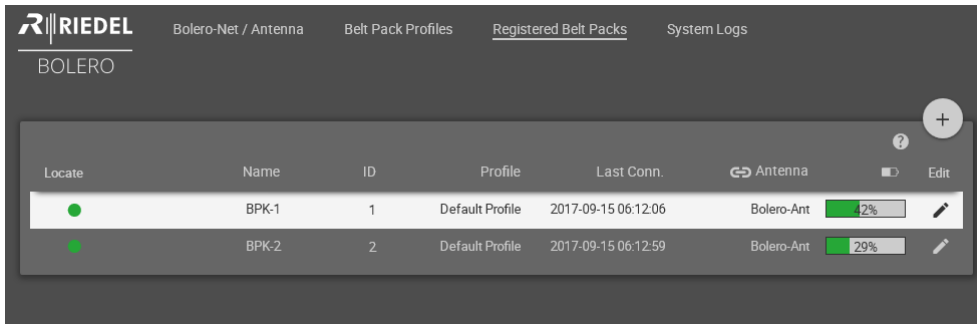 RIEDEL Bolero-Net / Antenna Belt Pack Profiles Registered Belt Packs System Logs
BOLERO
+
?
Locate Name ID Profile Last Conn. Antenna Edit
BPK-1 1 Default Profile 2017-09-15 06:12:06 Bolero-Ant 42%
BPK-2 2 Default Profile 2017-09-15 06:12:59 Bolero-Ant 29%